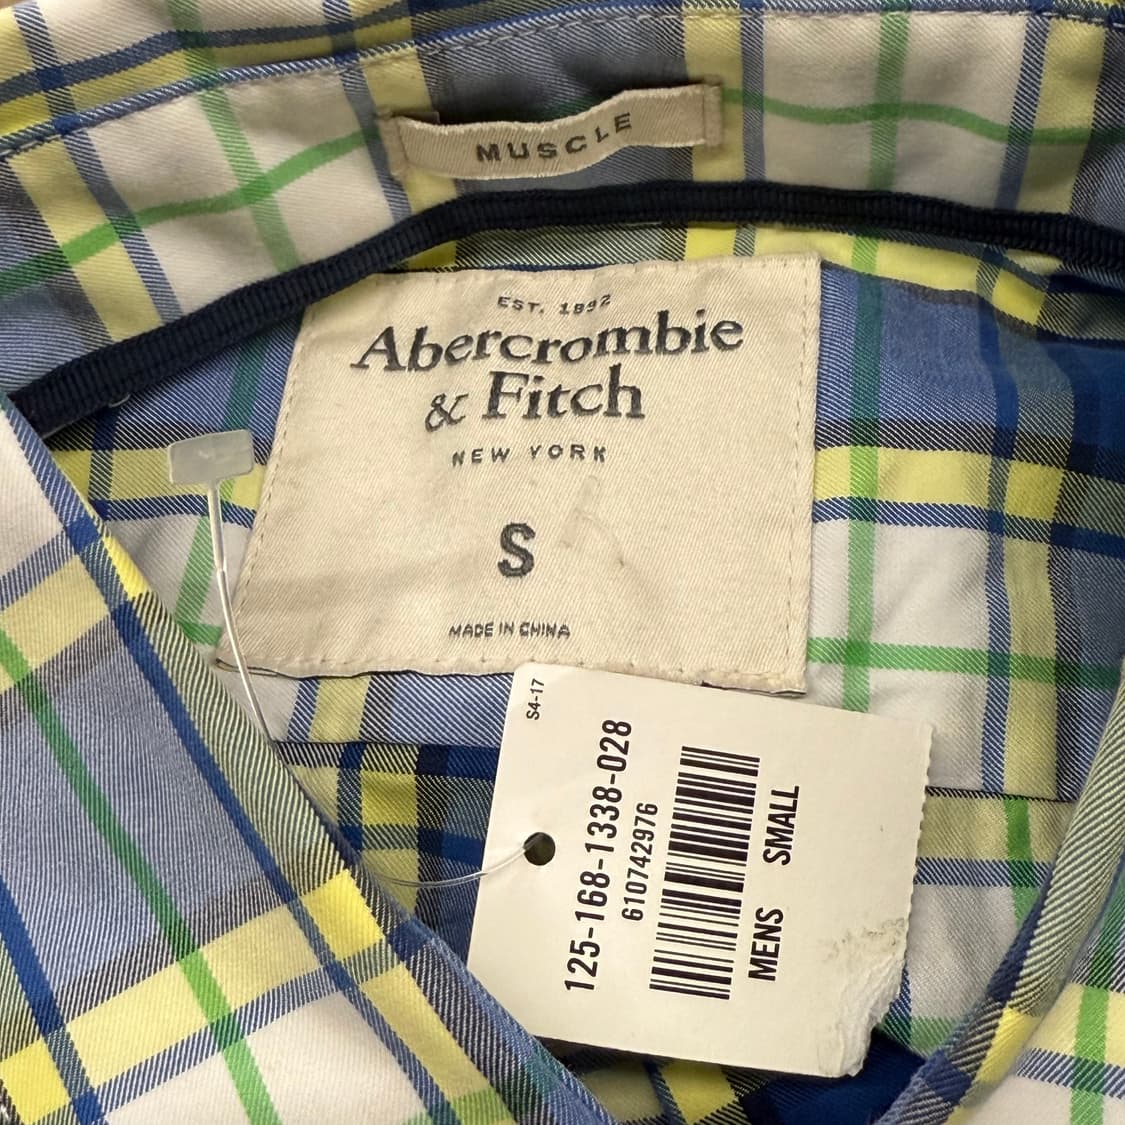 MUSCLE
EST. 1892
Abercrombie
& Fitch
NEW YORK
S
MADE IN CHINA
S4-17
125-168-1338-028
610742976
MENS SMALL